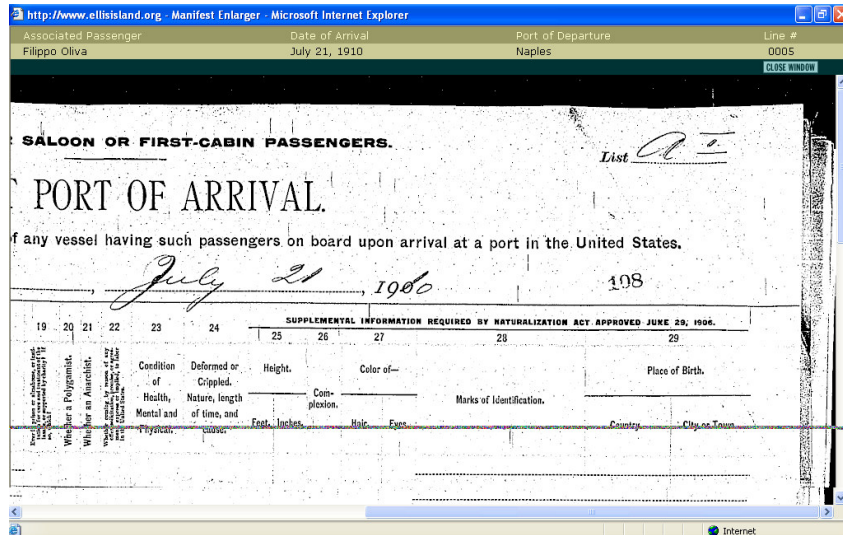 http://www.ellisisland.org - Manifest Enlarger - Microsoft Internet Explorer
Associated Passenger Date of Arrival Port of Departure Line #
Filippo Oliva July 21, 1910 Naples 0005
CLOSE WINDOW
SALOON OR FIRST-CABIN PASSENGERS.
List
PORT OF ARRIVAL.
of any vessel having such passengers on board upon arrival at a port in the United States.
July 21, 1910 108
SUPPLEMENTAL INFORMATION REQUIRED BY NATURALIZATION ACT APPROVED JUNE 29, 1906.
19 20 21 22 23 24 25 26 27 28 29
Whether a Polygamist.
Whether an Anarchist.
Condition of Health, Mental and Physical.
Deformed or Crippled. Nature, length of time, and cause.
Height.
Feet. Inches.
Complexion.
Color of—
Hair. Eyes.
Marks of Identification.
Place of Birth.
Country. City or Town.
Internet